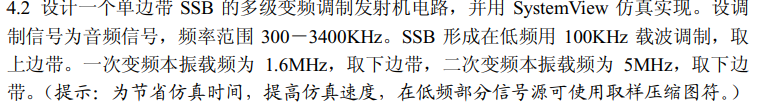 4.2 设计一个单边带 SSB 的多级变频调制发射机电路，并用 SystemView 仿真实现。设调
制信号为音频信号，频率范围 300－3400KHz。SSB 形成在低频用 100KHz 载波调制，取
上边带。一次变频本振载频为 1.6MHz，取下边带，二次变频本振载频为 5MHz，取下边
带。（提示：为节省仿真时间，提高仿真速度，在低频部分信号源可使用取样压缩图符。）